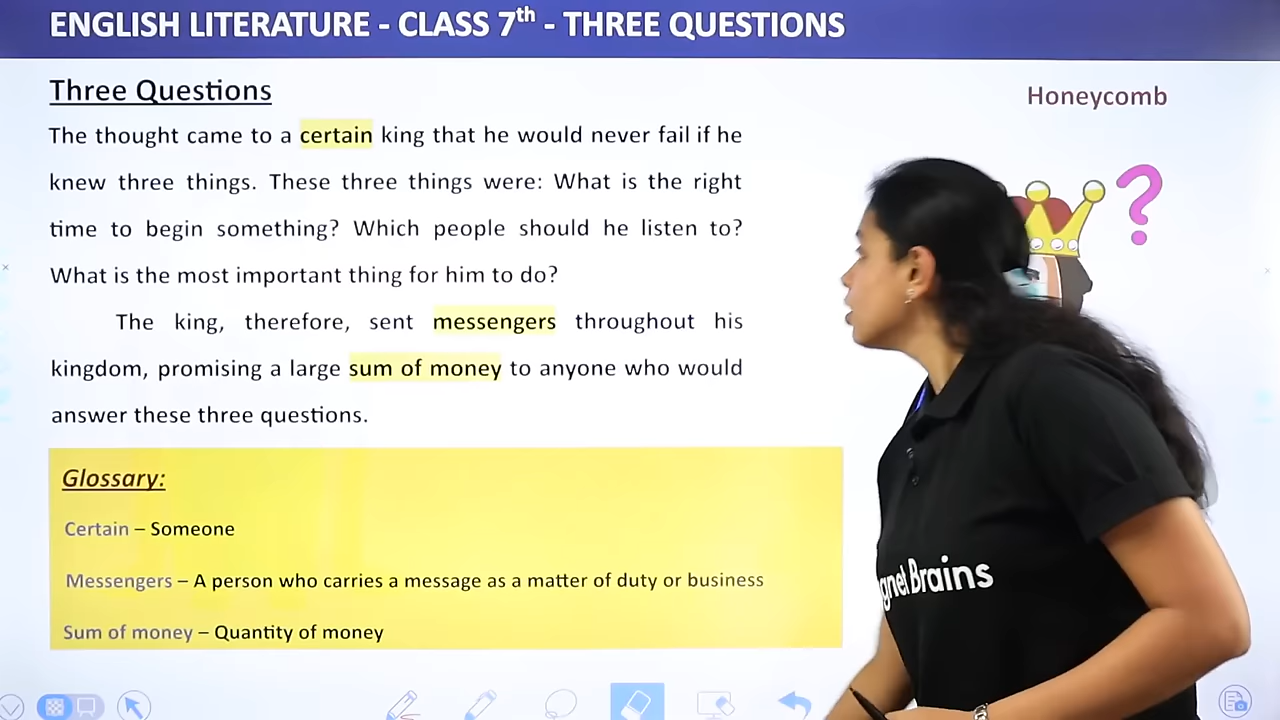 ENGLISH LITERATURE - CLASS 7th - THREE QUESTIONS
Three Questions
Honeycomb
The thought came to a certain king that he would never fail if he
knew three things. These three things were: What is the right
time to begin something? Which people should he listen to?
What is the most important thing for him to do?
The king, therefore, sent messengers throughout his
kingdom, promising a large sum of money to anyone who would
answer these three questions.
Glossary:
Certain – Someone
Messengers – A person who carries a message as a matter of duty or business
Sum of money – Quantity of money
Brains